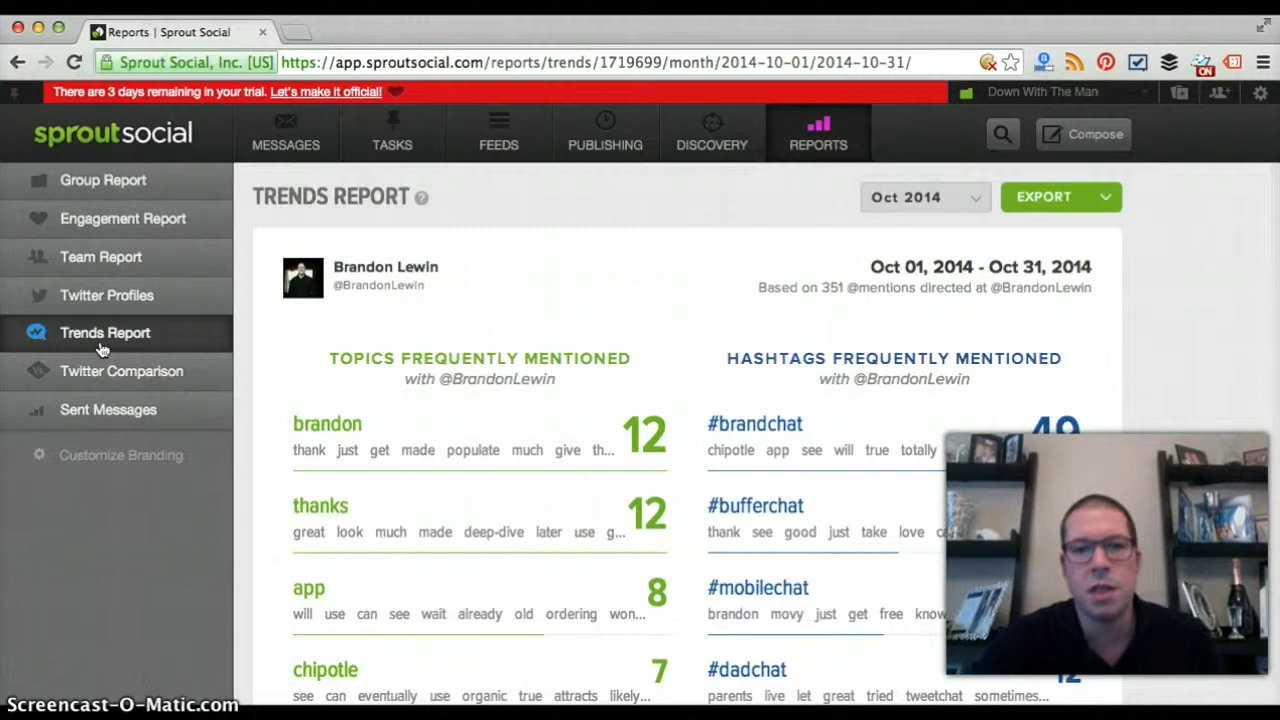 Reports | Sprout Social
Sprout Social, Inc. [US] https://app.sproutsocial.com/reports/trends/1719699/month/2014-10-01/2014-10-31/
ON
There are 3 days remaining in your trial. Let's make it official!
Down With The Man
sproutsocial
MESSAGES
TASKS
FEEDS
PUBLISHING
DISCOVERY
REPORTS
Compose
Group Report
Engagement Report
Team Report
Twitter Profiles
Trends Report
Twitter Comparison
Sent Messages
Customize Branding
TRENDS REPORT ?
Oct 2014
EXPORT
Brandon Lewin
@BrandonLewin
Oct 01, 2014 - Oct 31, 2014
Based on 351 @mentions directed at @BrandonLewin
TOPICS FREQUENTLY MENTIONED
with @BrandonLewin
brandon
12
thank just get made populate much give th...
thanks
12
great look much made deep-dive later use g...
app
8
will use can see wait already old ordering won...
chipotle
7
see can eventually use organic true attracts likely...
HASHTAGS FREQUENTLY MENTIONED
with @BrandonLewin
#brandchat
49
chipotle app see will true totally
#bufferchat
thank see good just take love
#mobilechat
brandon movy just get free know
#dadchat
12
parents live let great tried tweetchat sometimes...
Screencast-O-Matic.com